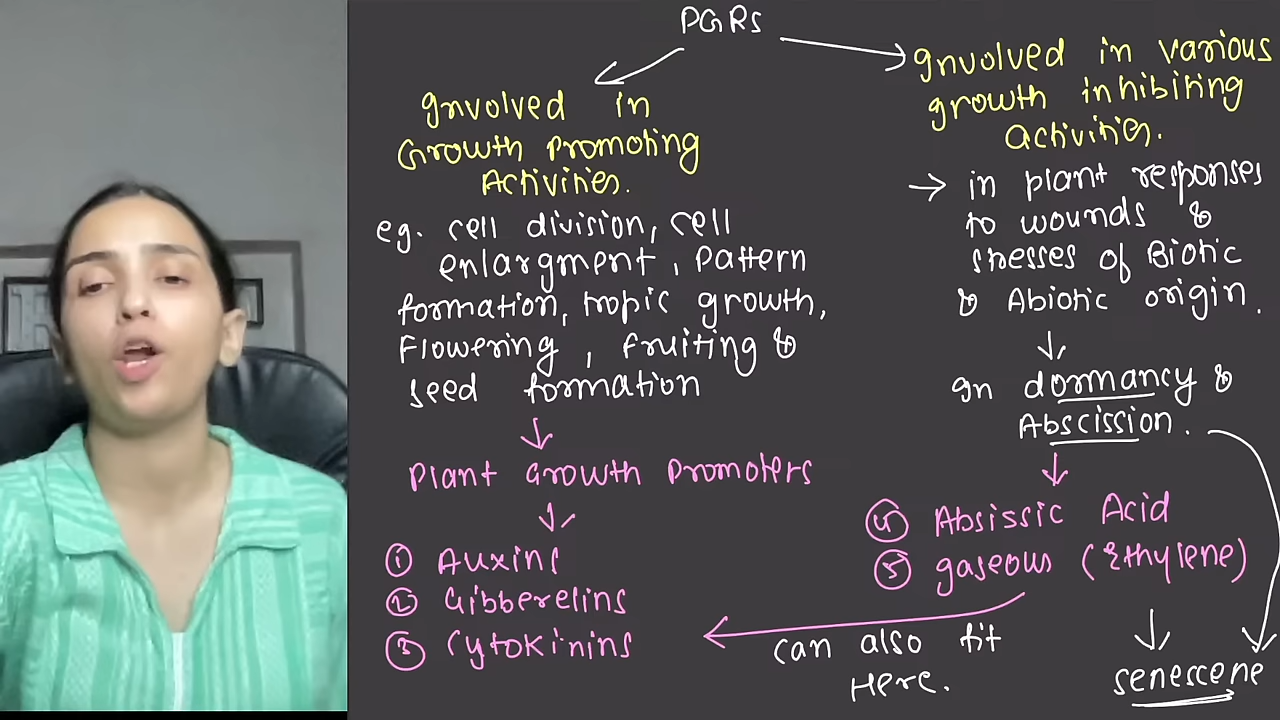 PGRs
Involved in
Growth Promoting
Activities.
eg. cell division, cell
enlargment, pattern
formation, tropic growth,
Flowering, fruiting &
seed formation
Plant Growth Promoters
① Auxins
② Gibberelins
③ Cytokinins
Involved in various
growth inhibiting
activities.
→ in plant responses
to wounds &
stresses of Biotic
& Abiotic origin.
In dormancy &
Abscission.
④ Absissic Acid
⑤ gaseous (Ethylene)
can also fit
Here.
senescene